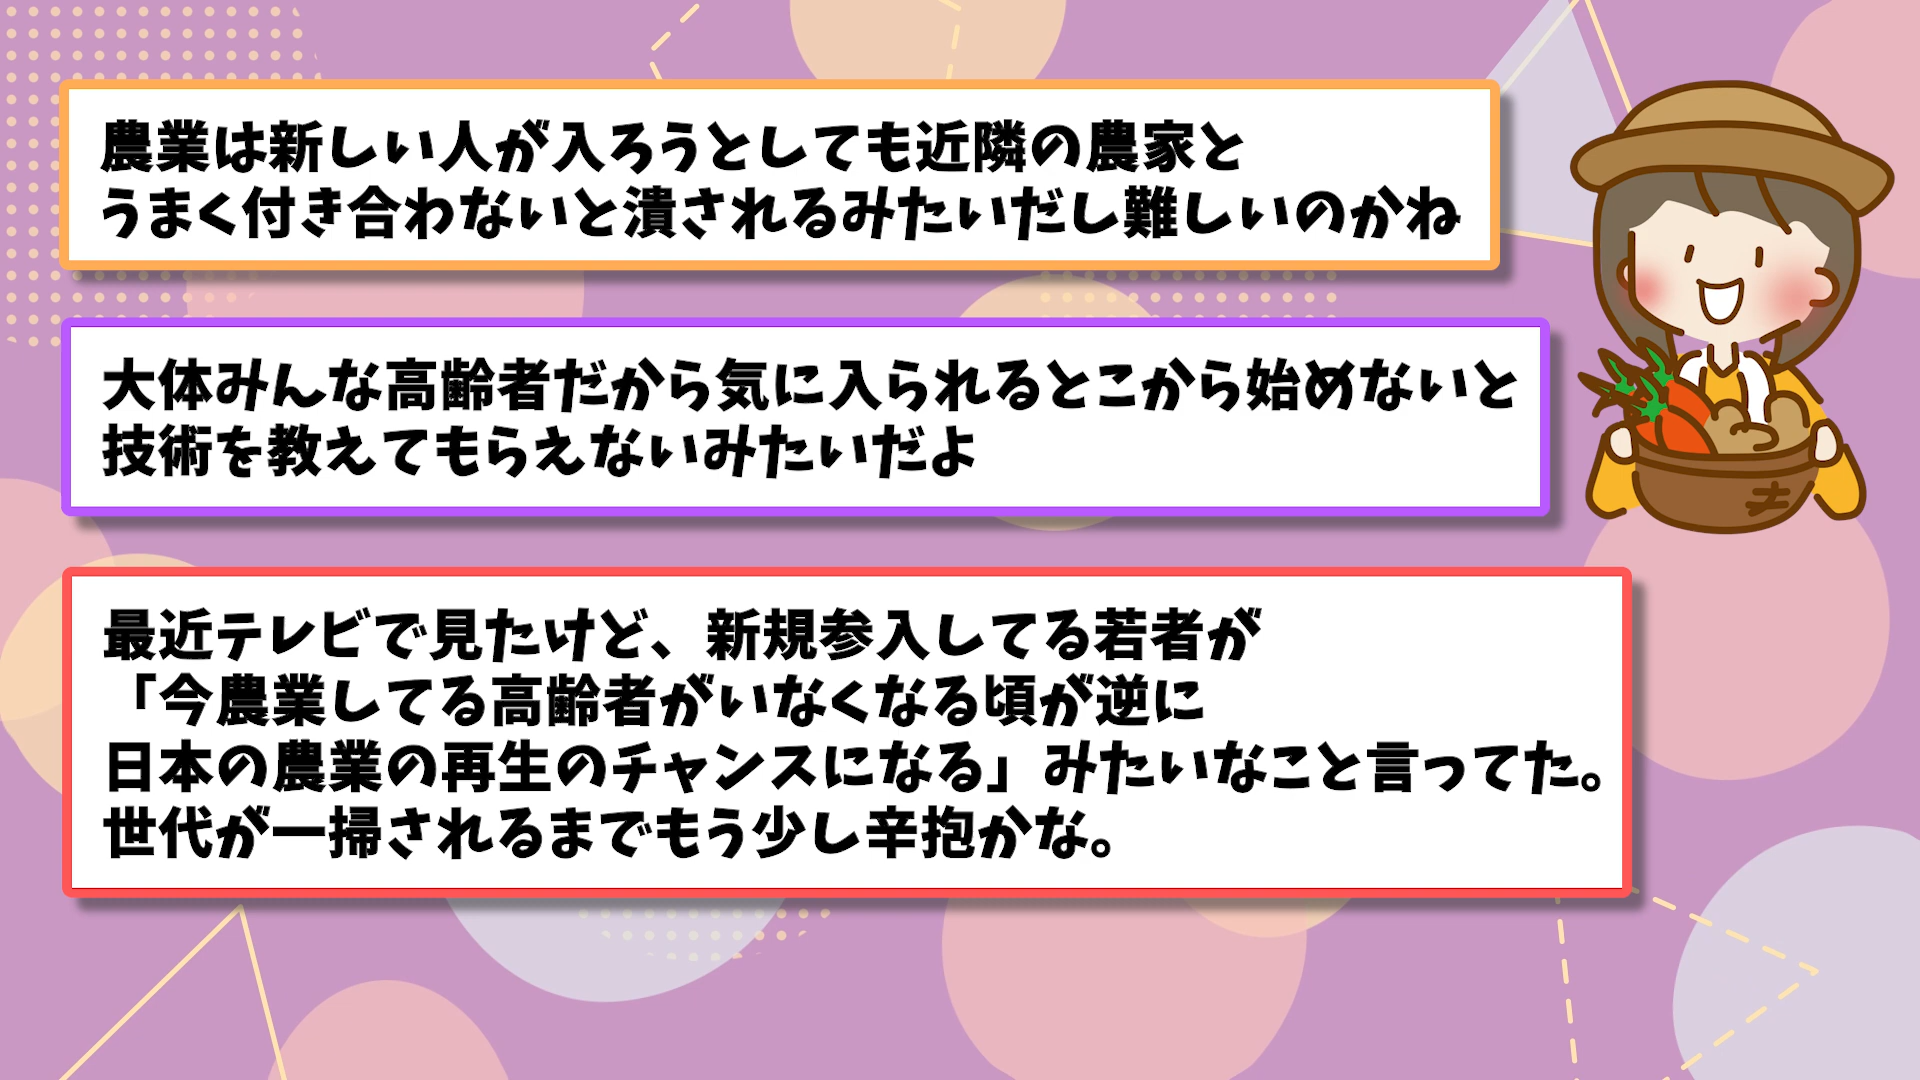 農業は新しい人が入ろうとしても近隣の農家と
うまく付き合わないと潰されるみたいだし難しいのかね
大体みんな高齢者だから気に入られるとこから始めないと
技術を教えてもらえないみたいだよ
最近テレビで見たけど、新規参入してる若者が
「今農業してる高齢者がいなくなる頃が逆に
日本の農業の再生のチャンスになる」みたいなこと言ってた。
世代が一掃されるまでもう少し辛抱かな。